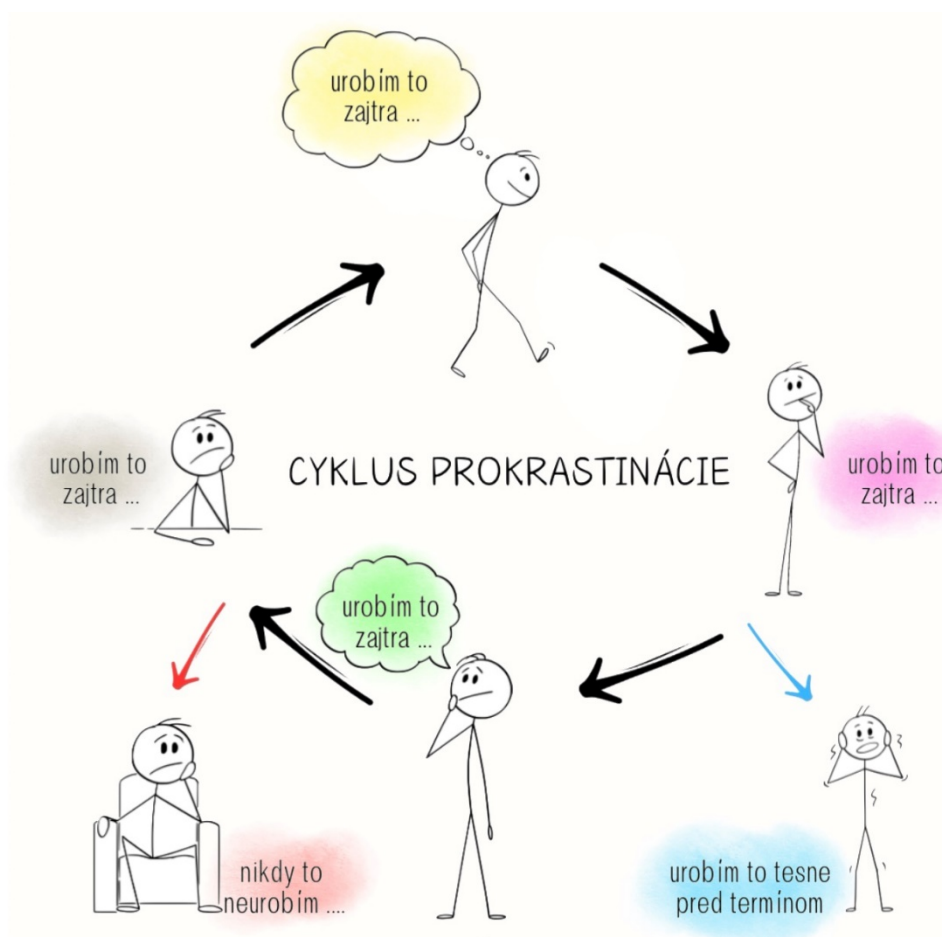 urobím to
zajtra ...
CYKLUS PROKRASTINÁCIE
urobím to
zajtra ...
urobím to
zajtra ...
urobím to
zajtra ...
nikdy to
neurobím ....
urobím to tesne
pred termínom